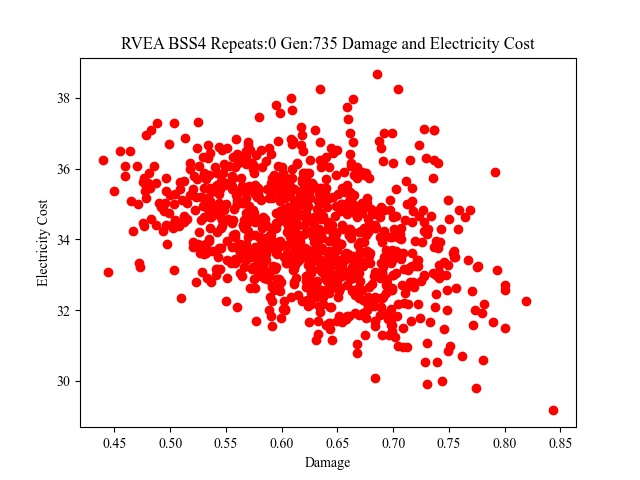 RVEA BSS4 Repeats:0 Gen:735 Damage and Electricity Cost
38
36
34
32
30
Electricity Cost
0.45 0.50 0.55 0.60 0.65 0.70 0.75 0.80 0.85
Damage